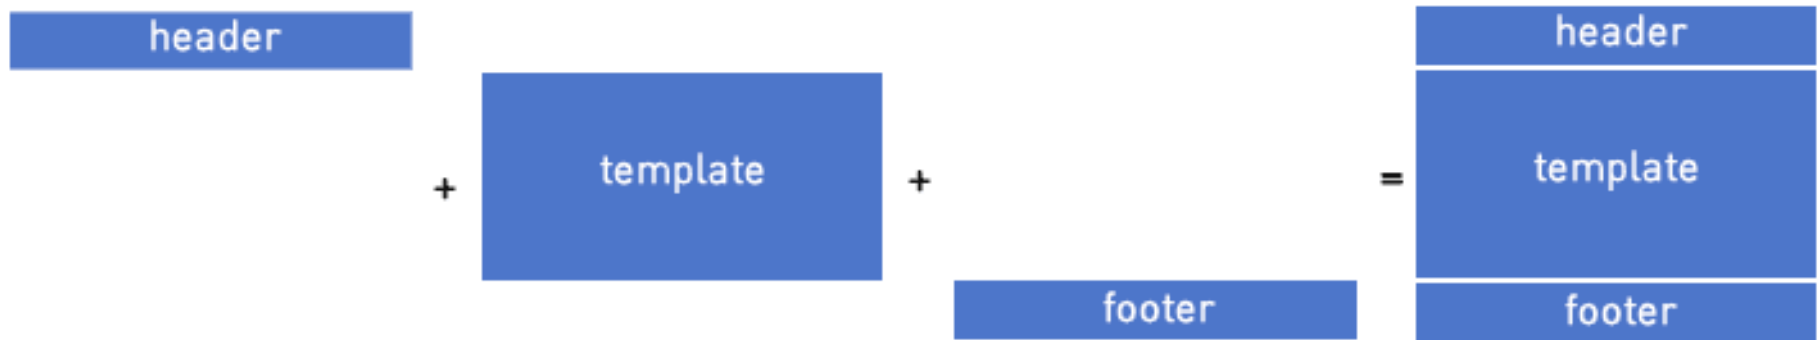 header
+
template
+
footer
=
header
template
footer